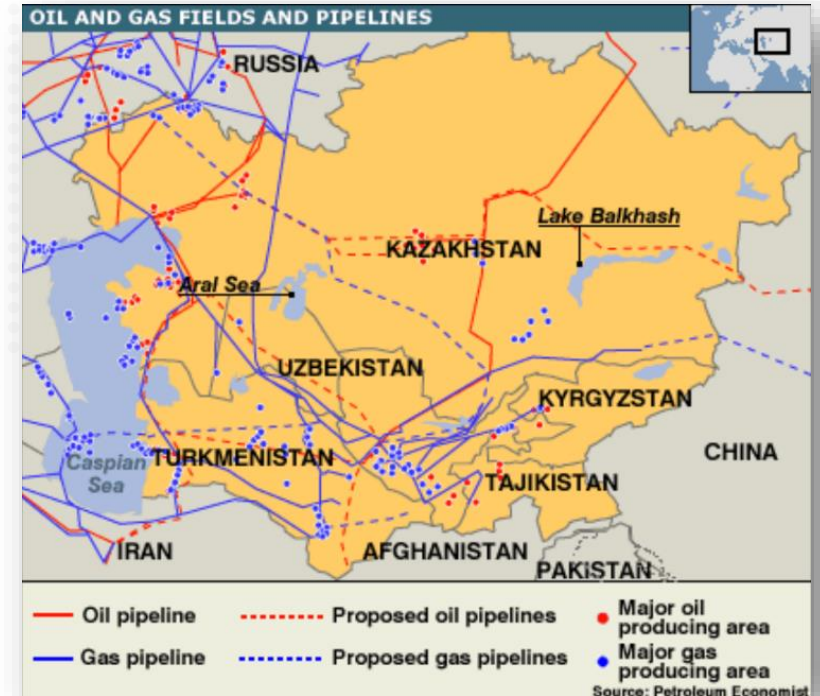 OIL AND GAS FIELDS AND PIPELINES
RUSSIA
Lake Balkhash
KAZAKHSTAN
Aral Sea
UZBEKISTAN
KYRGYZSTAN
CHINA
Caspian
Sea
TURKMENISTAN
TAJIKISTAN
IRAN
AFGHANISTAN
PAKISTAN
Oil pipeline
Proposed oil pipelines
Major oil
producing area
Gas pipeline
Proposed gas pipelines
Major gas
producing area
Source: Petroleum Economist